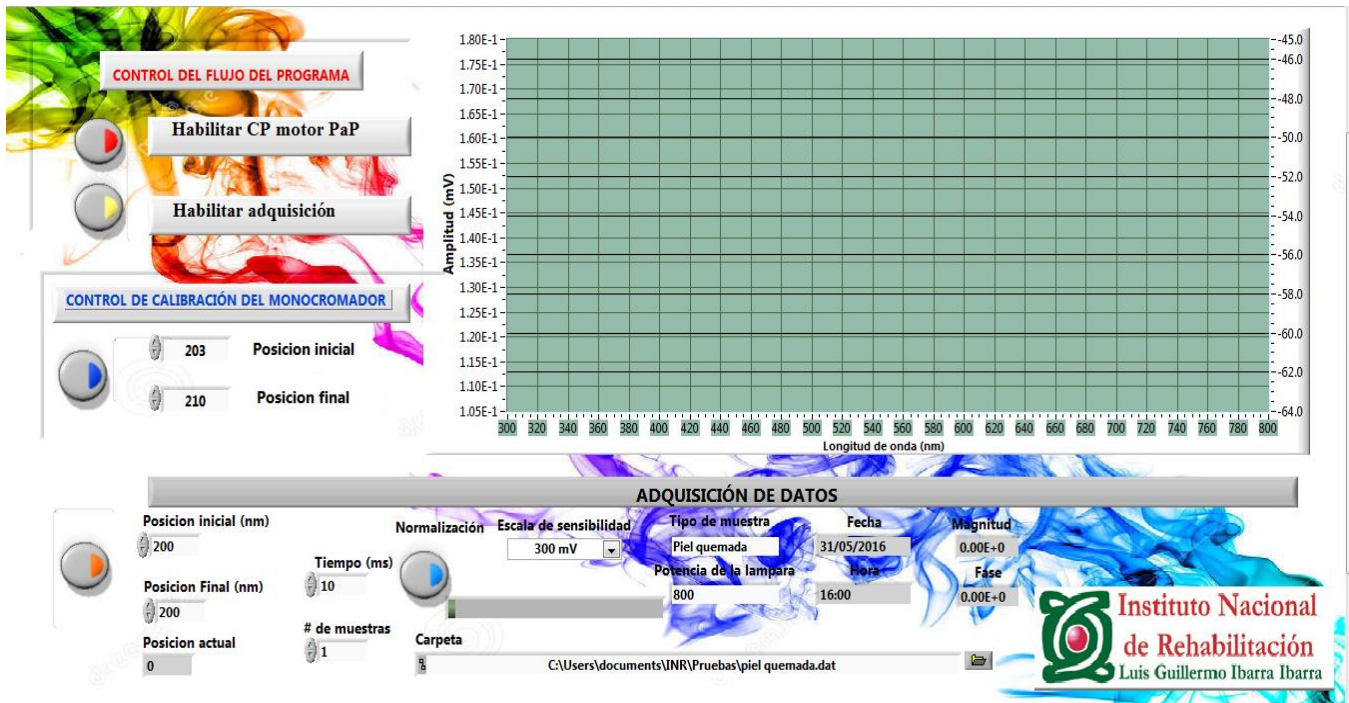 CONTROL DEL FLUJO DEL PROGRAMA
Habilitar CP motor PaP
Habilitar adquisición
CONTROL DE CALIBRACIÓN DEL MONOCROMADOR
203 Posicion inicial
210 Posicion final
Amplitud (mV)
1.80E-1
1.75E-1
1.70E-1
1.65E-1
1.60E-1
1.55E-1
1.50E-1
1.45E-1
1.40E-1
1.35E-1
1.30E-1
1.25E-1
1.20E-1
1.15E-1
1.10E-1
1.05E-1
-45.0
-46.0
-48.0
-50.0
-52.0
-54.0
-56.0
-58.0
-60.0
-62.0
-64.0
300 320 340 360 380 400 420 440 460 480 500 520 540 560 580 600 620 640 660 680 700 720 740 760 780 800
Longitud de onda (nm)
ADQUISICIÓN DE DATOS
Posicion inicial (nm)
200
Posicion Final (nm)
200
Posicion actual
0
Tiempo (ms)
10
# de muestras
1
Normalización
Escala de sensibilidad
300 mV
Tipo de muestra
Piel quemada
Potencia de la lampara
800
Fecha
31/05/2016
Hora
16:00
Magnitud
0.00E+0
Fase
0.00E+0
Carpeta
C:\Users\documents\INR\Pruebas\piel quemada.dat
Instituto Nacional
de Rehabilitación
Luis Guillermo Ibarra Ibarra